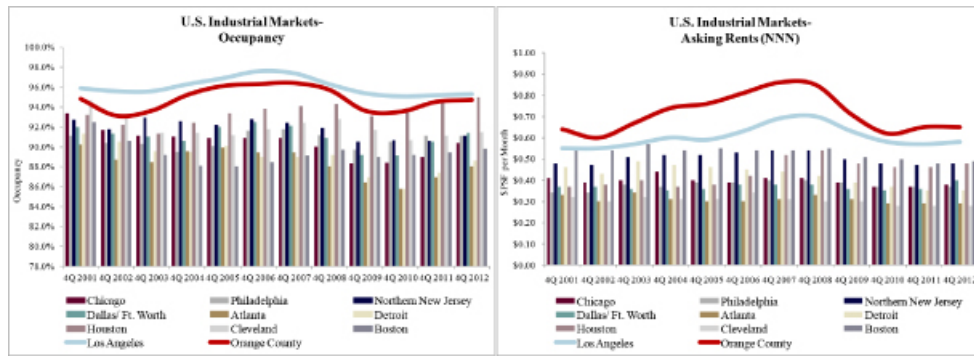 U.S. Industrial Markets-
Occupancy
100.0%
98.0%
96.0%
94.0%
92.0%
90.0%
88.0%
86.0%
84.0%
82.0%
80.0%
78.0%
Occupancy
4Q 2001 4Q 2002 4Q 2003 4Q 2004 4Q 2005 4Q 2006 4Q 2007 4Q 2008 4Q 2009 4Q 2010 4Q 2011 4Q 2012
Chicago Philadelphia Northern New Jersey
Dallas/ Ft. Worth Atlanta Detroit
Houston Cleveland Boston
Los Angeles Orange County
U.S. Industrial Markets-
Asking Rents (NNN)
$1.00
$0.90
$0.80
$0.70
$0.60
$0.50
$0.40
$0.30
$0.20
$0.10
$0.00
$ PSF per Month
4Q 2001 4Q 2002 4Q 2003 4Q 2004 4Q 2005 4Q 2006 4Q 2007 4Q 2008 4Q 2009 4Q 2010 4Q 2011 4Q 2012
Chicago Philadelphia Northern New Jersey
Dallas/ Ft. Worth Atlanta Detroit
Houston Cleveland Boston
Los Angeles Orange County